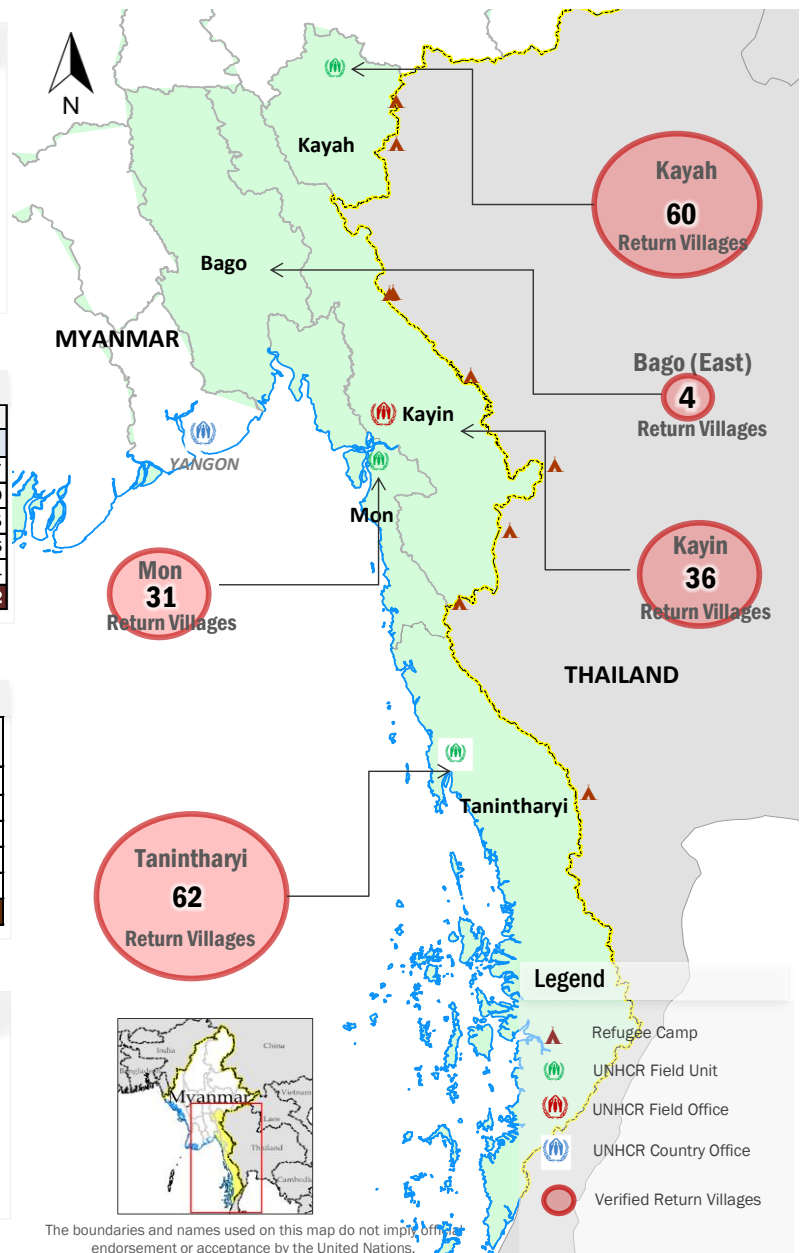 N
Kayah
Kayah
60
Return Villages
Bago
MYANMAR
Bago (East)
4
Return Villages
Kayin
YANGON
Mon
Mon
31
Return Villages
Kayin
36
Return Villages
THAILAND
Tanintharyi
Tanintharyi
62
Return Villages
Legend
Refugee Camp
UNHCR Field Unit
UNHCR Field Office
UNHCR Country Office
Verified Return Villages
India
China
Myanmar
Vietnam
Laos
Thailand
The boundaries and names used on this map do not imply official
endorsement or acceptance by the United Nations.